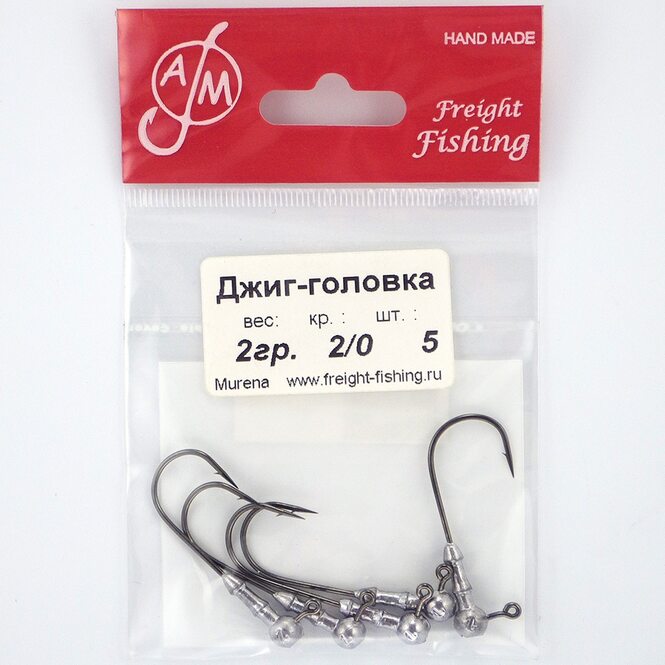 HAND MADE
AM
Freight
Fishing
Джиг-головка
вес: кр. : шт. :
2гр. 2/0 5
Murena www.freight-fishing.ru